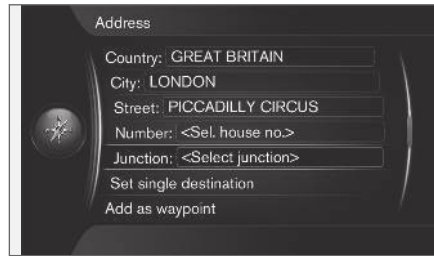 Address
Country: GREAT BRITAIN
City: LONDON
Street: PICCADILLY CIRCUS
Number: <Sel. house no.>
Junction: <Select junction>
Set single destination
Add as waypoint